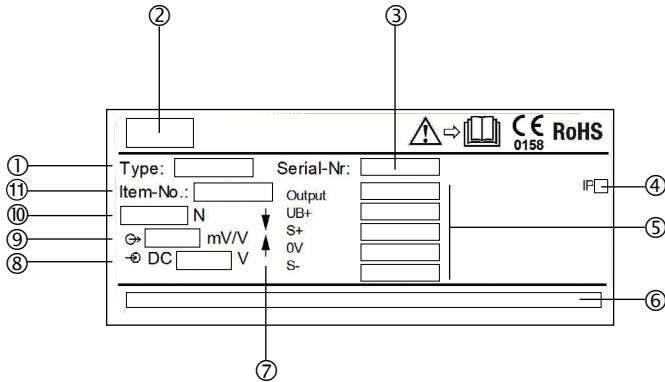 ② ③
CE 0158 RoHS
① Type: Serial-Nr:
⑪ Item-No.: Output IP ④
⑩ N UB+
⑨ mV/V S+ ⑤
⑧ DC V 0V
S-
⑥
⑦